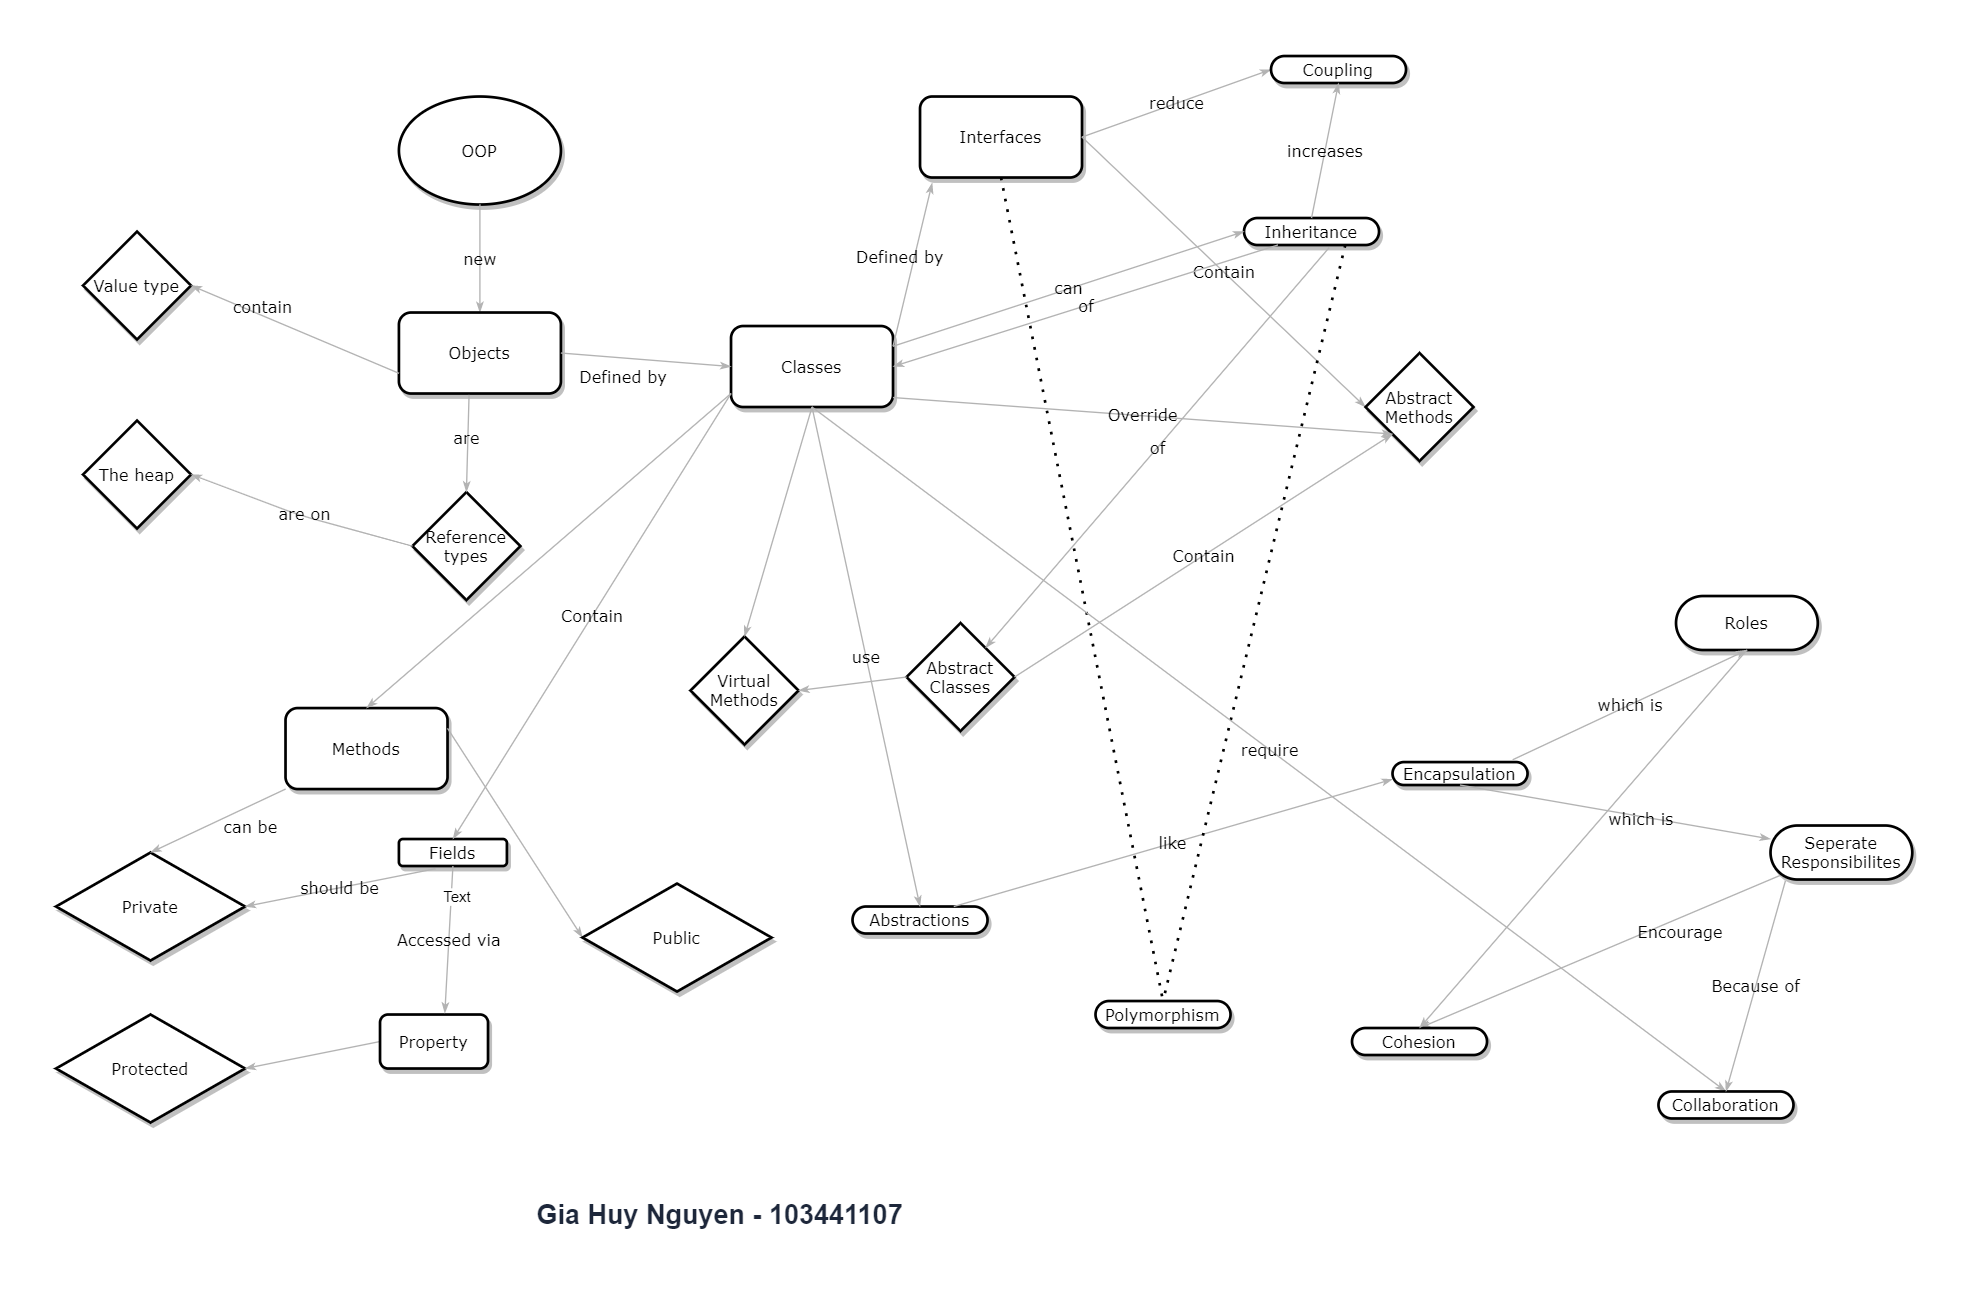 Coupling
reduce
Interfaces
OOP
increases
Inheritance
new
Defined by
Contain
Value type
contain
can
of
Objects
Defined by
Classes
Abstract
Methods
Override
are
of
The heap
are on
Reference
types
Contain
Contain
Roles
use
Virtual
Methods
Abstract
Classes
which is
Methods
require
Encapsulation
can be
which is
like
Seperate
Responsibilites
Fields
should be
Text
Private
Abstractions
Encourage
Accessed via
Public
Because of
Polymorphism
Property
Cohesion
Protected
Collaboration
Gia Huy Nguyen - 103441107